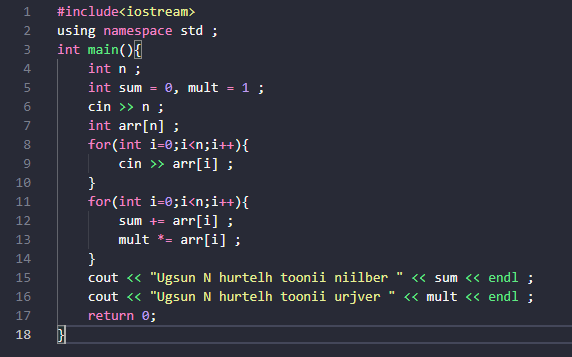 1 #include<iostream>
2 using namespace std ;
3 int main(){
4 int n ;
5 int sum = 0, mult = 1 ;
6 cin >> n ;
7 int arr[n] ;
8 for(int i=0;i<n;i++){
9 cin >> arr[i] ;
10 }
11 for(int i=0;i<n;i++){
12 sum += arr[i] ;
13 mult *= arr[i] ;
14 }
15 cout << "Ugsun N hurtelh toonii niilber " << sum << endl ;
16 cout << "Ugsun N hurtelh toonii urjver " << mult << endl ;
17 return 0;
18 }